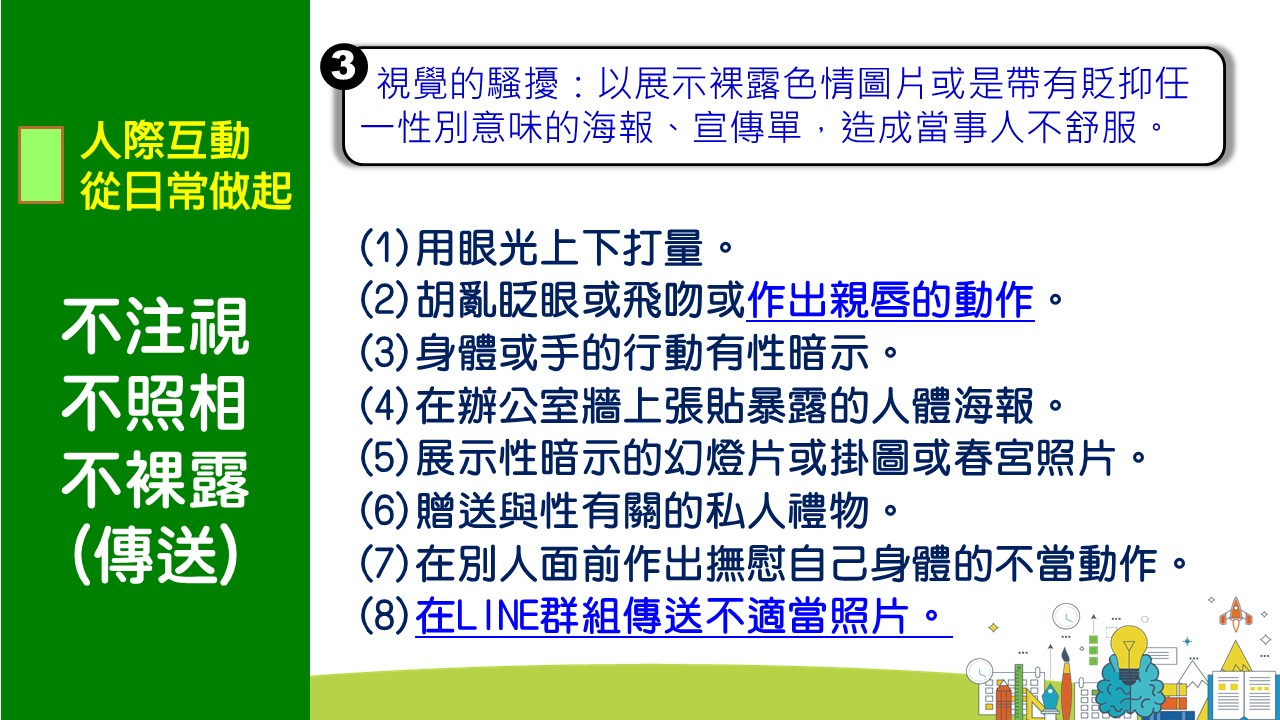 人際互動
從日常做起
不注視
不照相
不裸露
(傳送)
3
視覺的騷擾：以展示裸露色情圖片或是帶有貶抑任
一性別意味的海報、宣傳單，造成當事人不舒服。
(1)用眼光上下打量。
(2)胡亂眨眼或飛吻或作出親唇的動作。
(3)身體或手的行動有性暗示。
(4)在辦公室牆上張貼暴露的人體海報。
(5)展示性暗示的幻燈片或掛圖或春宮照片。
(6)贈送與性有關的私人禮物。
(7)在別人面前作出撫慰自己身體的不當動作。
(8)在LINE群組傳送不適當照片。